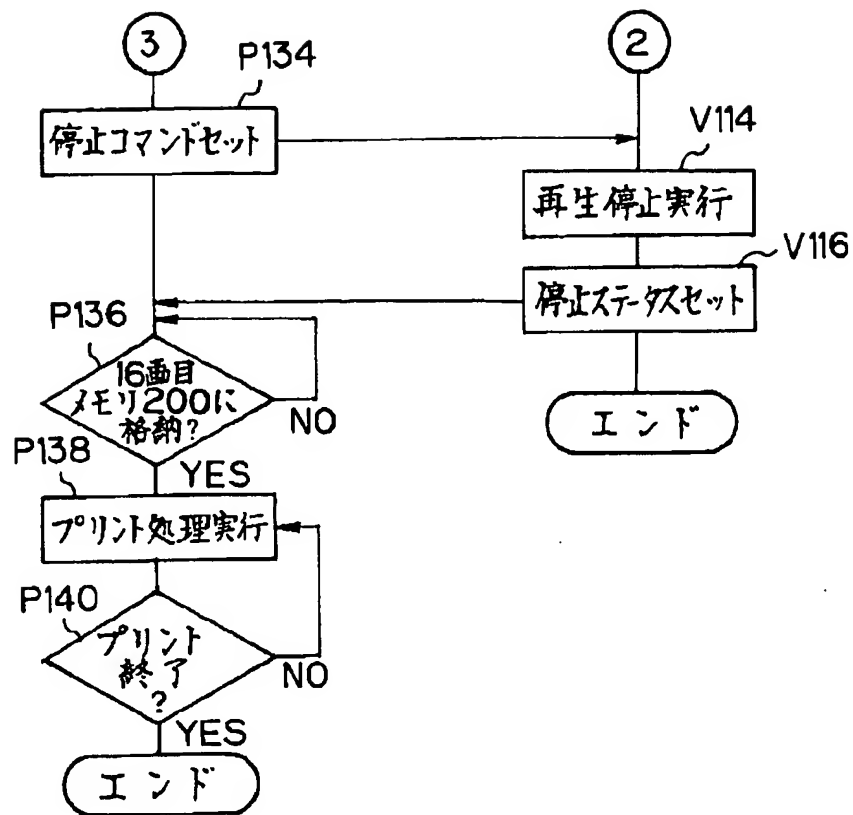 3
2
P134
停止コマンドセット
V114
再生停止実行
V116
停止ステータスセット
P136
16画目
メモリ200に
格納?
NO
エンド
P138
YES
プリント処理実行
P140
プリント
終了
?
NO
YES
エンド